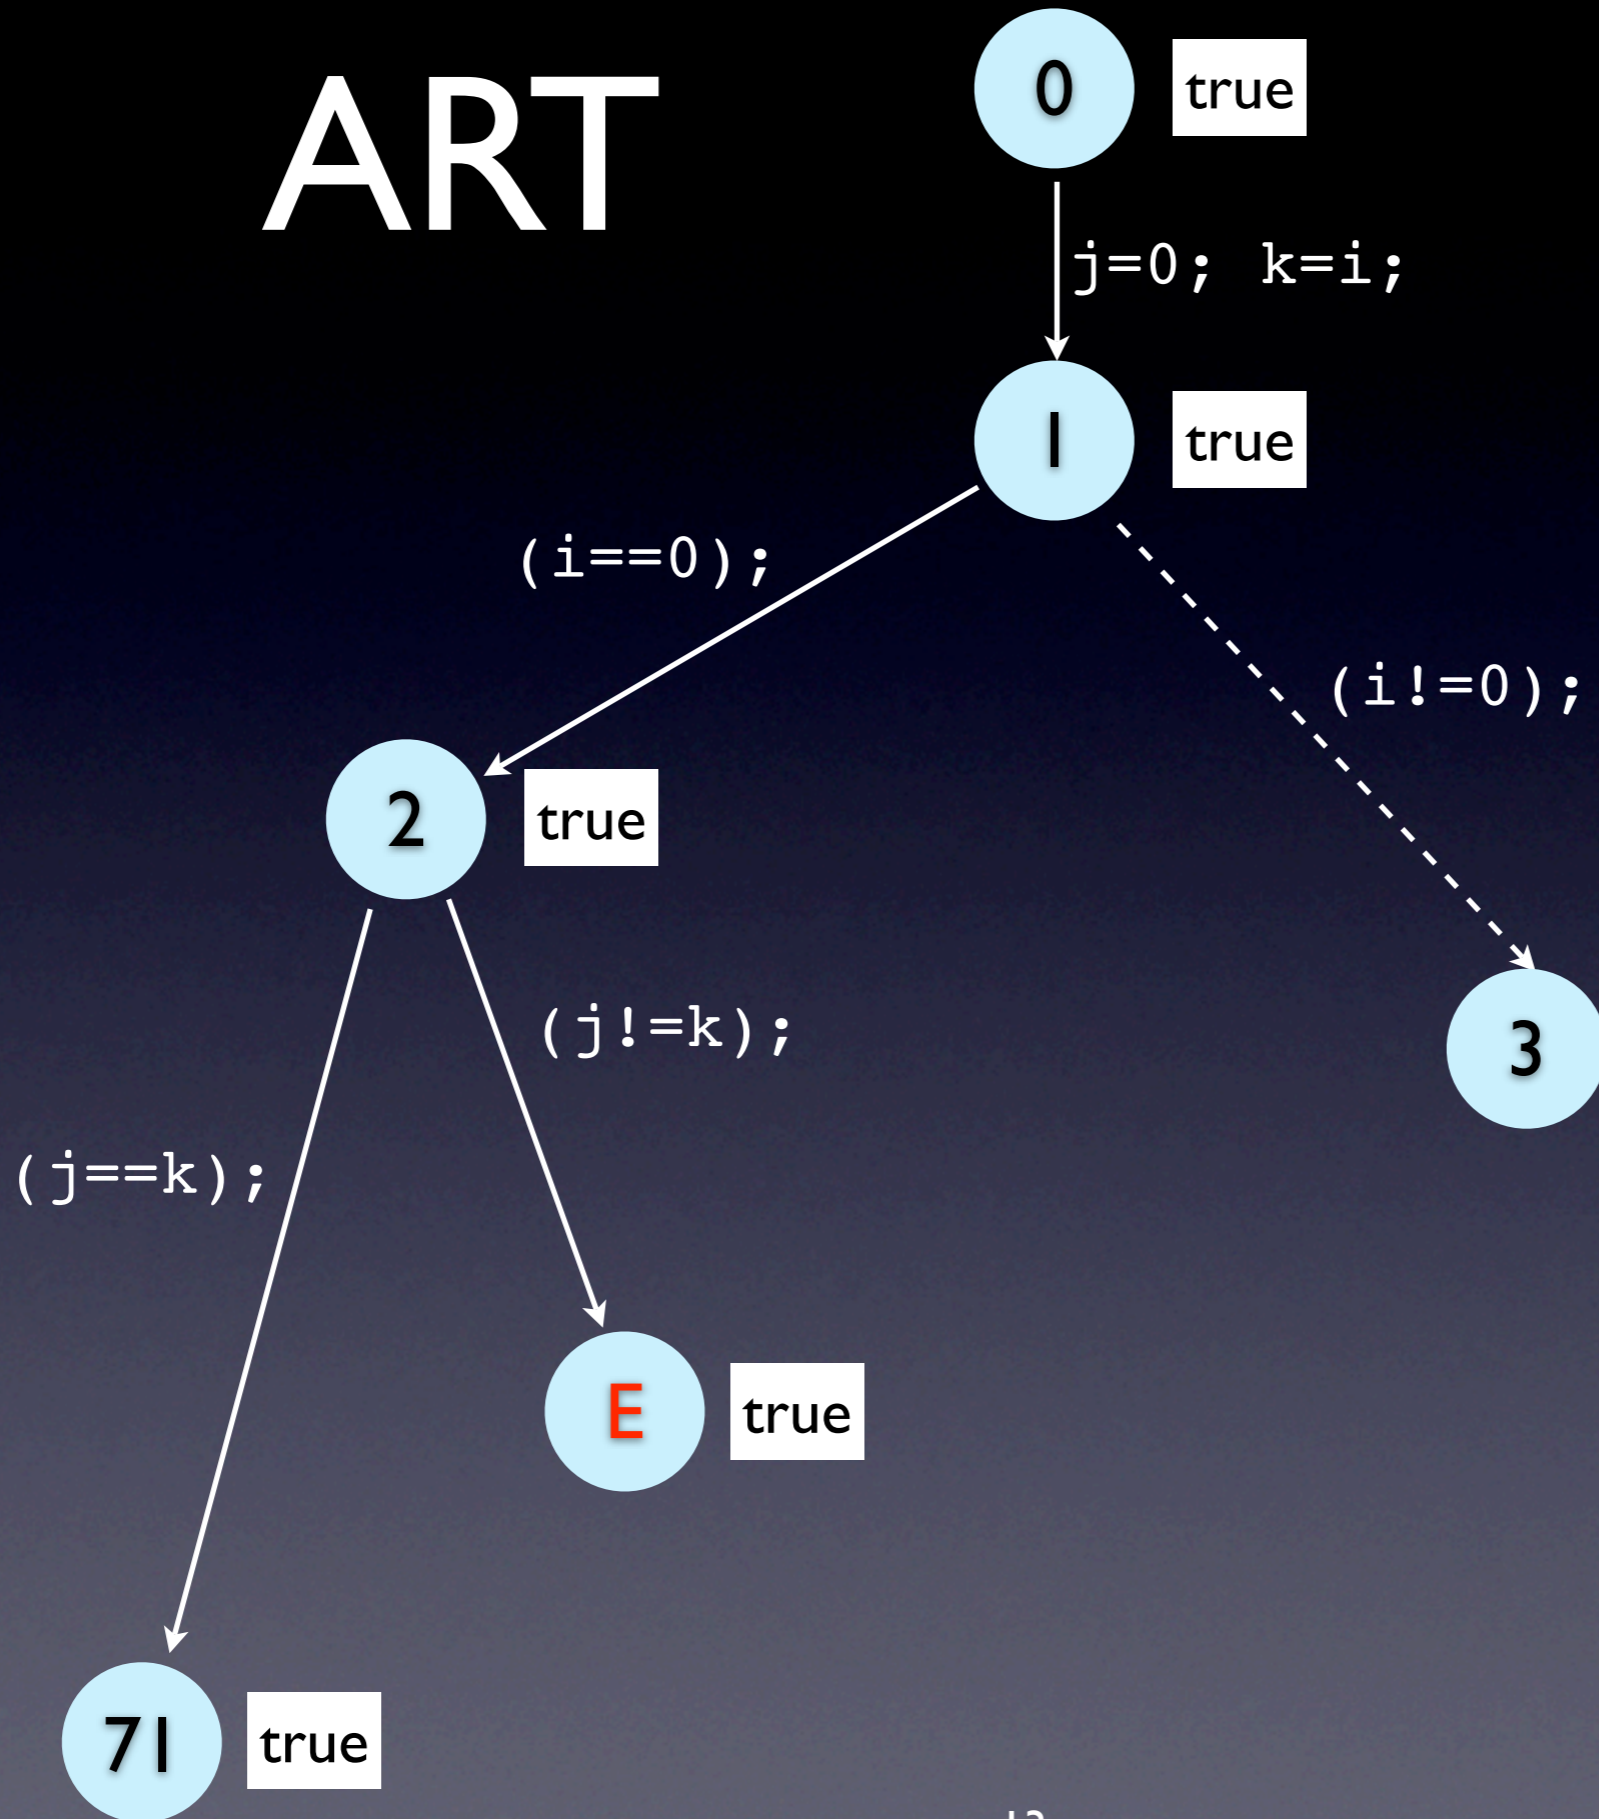 ART
0
true
j=0; k=i;
1
true
(i==0);
(i!=0);
2
true
(j!=k);
3
(j==k);
E
true
71
true